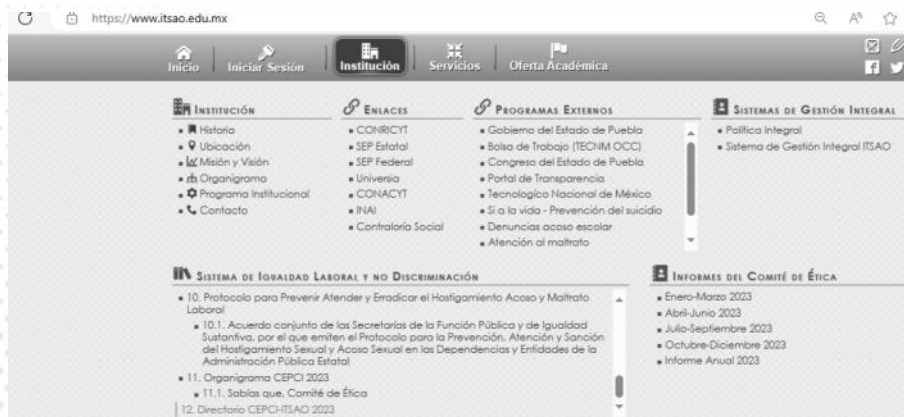 https://www.itsao.edu.mx
Inicio
Iniciar Sesión
Institución
Servicios
Oferta Académica
Institución
Historia
Ubicación
Misión y Visión
Organigrama
Programa Institucional
Contacto
Enlaces
CONRICYT
SEP Estatal
SEP Federal
Universia
CONACYT
INAI
Contraloría Social
Programas Externos
Gobierno del Estado de Puebla
Bolsa de Trabajo (TECNM OCC)
Congreso del Estado de Puebla
Portal de Transparencia
Tecnologico Nacional de México
Si a la vida - Prevención del suicidio
Denuncias acoso escolar
Atención al maltrato
Sistemas de Gestión Integral
Política Integral
Sistema de Gestión Integral ITSAO
Sistema de Igualdad Laboral y no Discriminación
10. Protocolo para Prevenir Atender y Erradicar el Hostigamiento Acoso y Maltrato
Laboral
10.1. Acuerdo conjunto de las Secretarías de la Función Pública y de Igualdad
Sustantiva, por el que emiten el Protocolo para la Prevención, Atención y Sanción
del Hostigamiento Sexual y Acoso Sexual en las Dependencias y Entidades de la
Administración Pública Estatal
11. Organigrama CEPCI 2023
11.1. Sabías que, Comité de Ética
12. Directorio CEPCI-ITSAO 2023
Informes del Comité de Ética
Enero-Marzo 2023
Abril-Junio 2023
Julio-Septiembre 2023
Octubre-Diciembre 2023
Informe Anual 2023